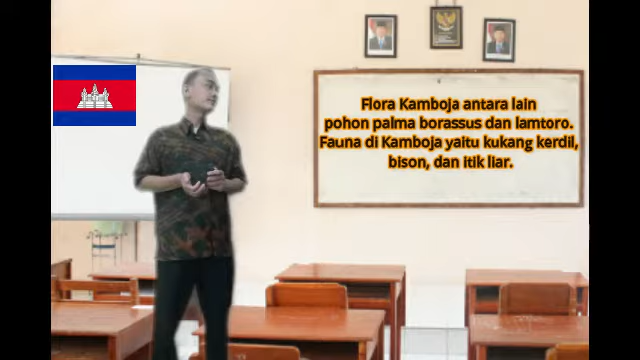 Flora Kamboja antara lain
pohon palma borassus dan lamtoro.
Fauna di Kamboja yaitu kukang kerdil,
bison, dan itik liar.